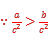 ∵ a/c² > b/c²